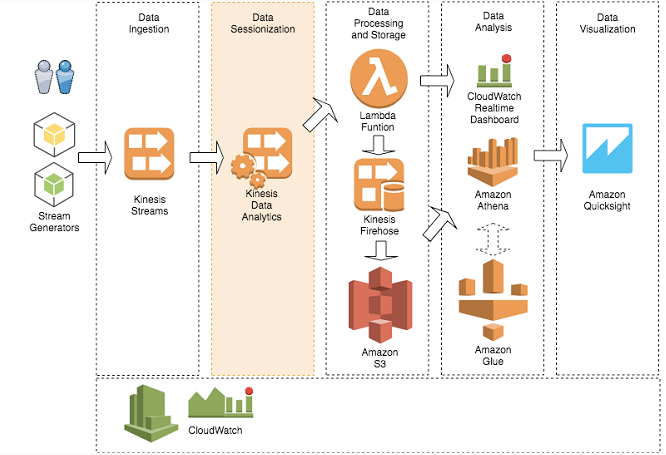 Data
Ingestion
Data
Sessionization
Data
Processing
and Storage
Data
Analysis
Data
Visualization
Stream
Generators
Kinesis
Streams
Kinesis
Data
Analytics
Lambda
Funtion
Kinesis
Firehose
Amazon
S3
CloudWatch
Realtime
Dashboard
Amazon
Athena
Amazon
Glue
Amazon
Quicksight
CloudWatch